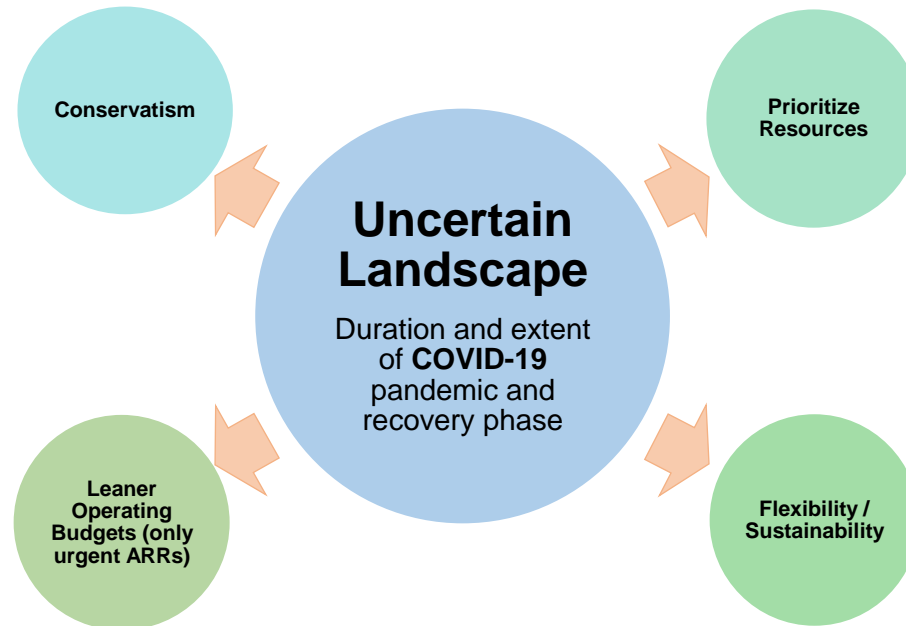 Conservatism
Prioritize
Resources
Uncertain
Landscape
Duration and extent
of COVID-19
pandemic and
recovery phase
Leaner
Operating
Budgets (only
urgent ARRs)
Flexibility /
Sustainability